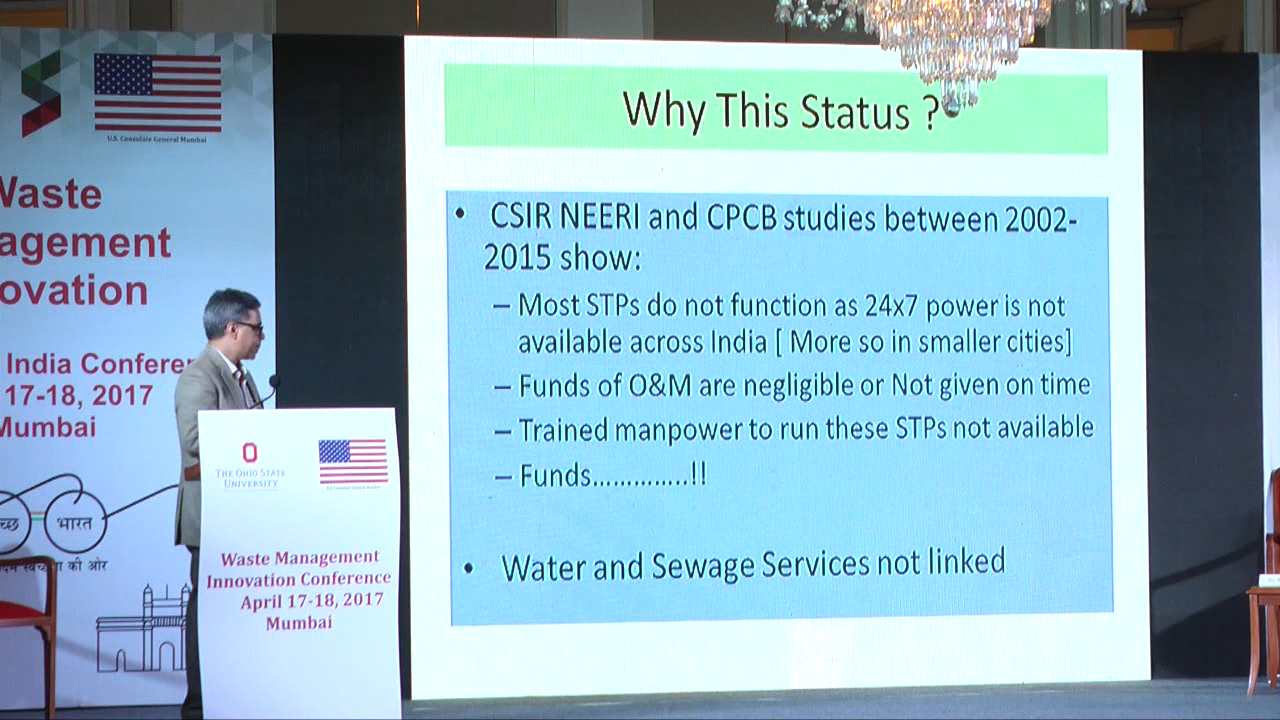 U.S. Consulate General Mumbai
Waste
agement
ovation
India Confere
17-18, 2017
Mumbai
च्छ भारत
की ओर
THE OHIO STATE
UNIVERSITY
Waste Management
Innovation Conference
April 17-18, 2017
Mumbai
Why This Status ?
• CSIR NEERI and CPCB studies between 2002-
2015 show:
– Most STPs do not function as 24x7 power is not
available across India [ More so in smaller cities]
– Funds of O&M are negligible or Not given on time
– Trained manpower to run these STPs not available
– Funds..............!!
• Water and Sewage Services not linked